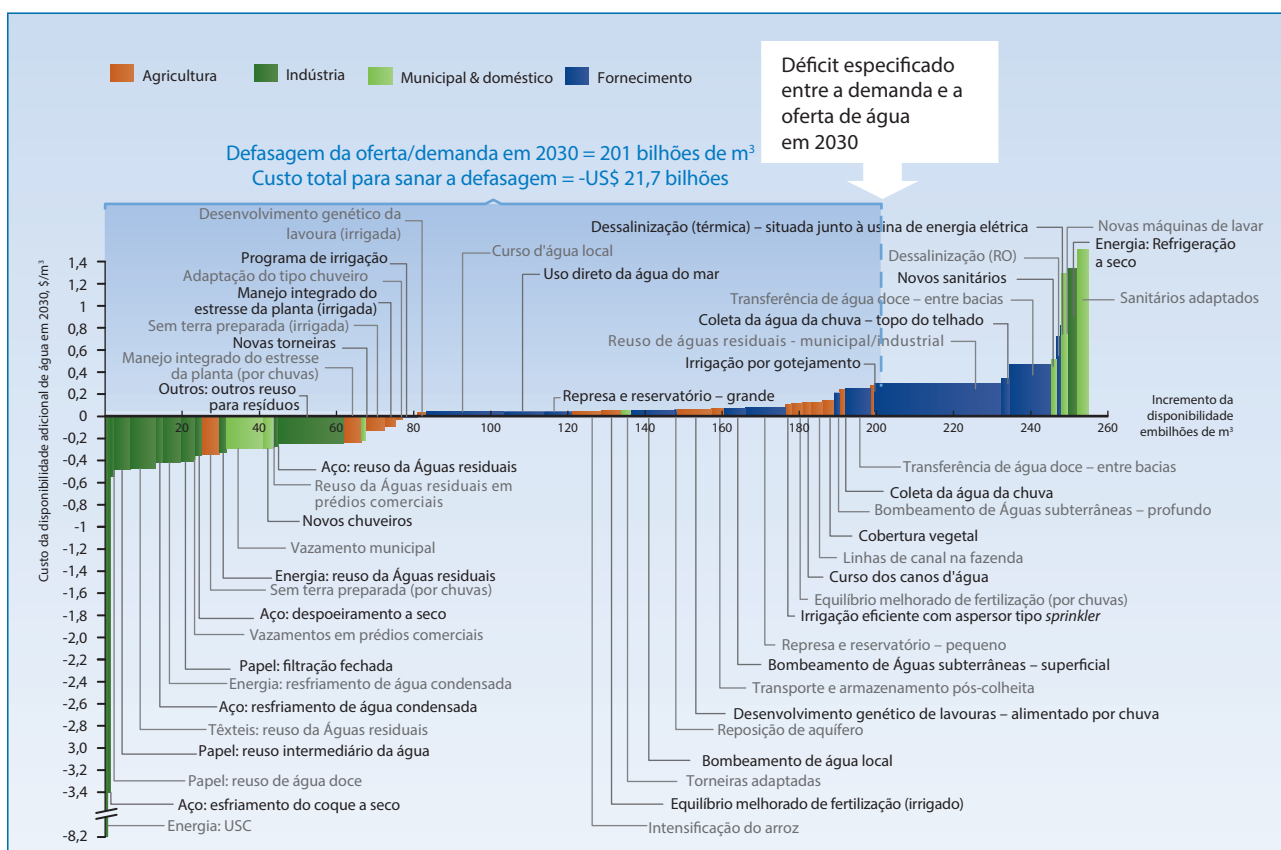 Agricultura
Indústria
Municipal & doméstico
Fornecimento
Déficit especificado
entre a demanda e a
oferta de água
em 2030
Defasagem da oferta/demanda em 2030 = 201 bilhões de m³
Custo total para sanar a defasagem = -US$ 21,7 bilhões
Desenvolvimento genético da
lavoura (irrigada)
Programa de irrigação
Adaptação do tipo chuveiro
Manejo integrado do
estresse da planta (irrigada)
Sem terra preparada (irrigada)
Novas torneiras
Manejo integrado do estresse
da planta (por chuvas)
Outros: outros reuso
para resíduos
Curso d'água local
Uso direto da água do mar
Represa e reservatório – grande
Dessalinização (térmica) – situada junto à usina de energia elétrica
Dessalinização (RO)
Novos sanitários
Transferência de água doce – entre bacias
Coleta da água da chuva – topo do telhado
Reuso de águas residuais - municipal/industrial
Irrigação por gotejamento
Novas máquinas de lavar
Energia: Refrigeração
a seco
Sanitários adaptados
Custo da disponibilidade adicional de água em 2030, $/m³
1,4
1,2
1
0,8
0,6
0,4
0,2
0
-0,2
-0,4
-0,6
-0,8
-1
-1,2
-1,4
-1,6
-1,8
-2,0
-2,2
-2,4
-2,6
-2,8
3,0
-3,2
-3,4
-8,2
20
40
60
80
100
120
140
160
180
200
220
230
240
260
Incremento da
disponibilidade
embilhões de m³
Aço: reuso da Águas residuais
Reuso da Águas residuais em
prédios comerciais
Novos chuveiros
Vazamento municipal
Energia: reuso da Águas residuais
Sem terra preparada (por chuvas)
Aço: despoeiramento a seco
Vazamentos em prédios comerciais
Papel: filtração fechada
Energia: resfriamento de água condensada
Aço: resfriamento de água condensada
Têxteis: reuso da Águas residuais
Papel: reuso intermediário da água
Papel: reuso de água doce
Aço: esfriamento do coque a seco
Energia: USC
Transferência de água doce – entre bacias
Coleta da água da chuva
Bombeamento de Águas subterrâneas – profundo
Cobertura vegetal
Linhas de canal na fazenda
Curso dos canos d'água
Equilíbrio melhorado de fertilização (por chuvas)
Irrigação eficiente com aspersor tipo sprinkler
Represa e reservatório – pequeno
Bombeamento de Águas subterrâneas – superficial
Transporte e armazenamento pós-colheita
Desenvolvimento genético de lavouras – alimentado por chuva
Reposição de aquífero
Bombeamento de água local
Torneiras adaptadas
Equilíbrio melhorado de fertilização (irrigado)
Intensificação do arroz